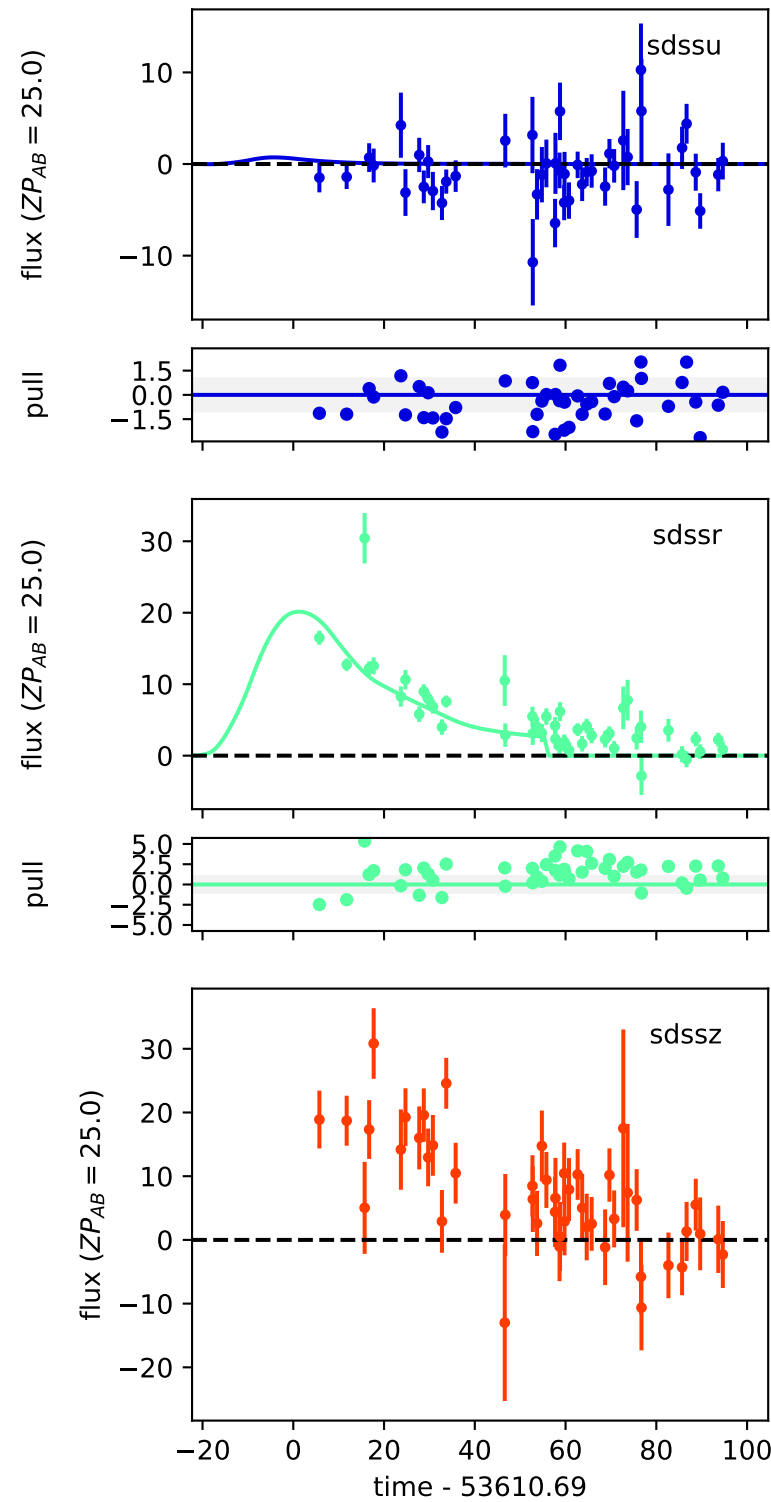 flux (ZP_AB = 25.0)
sdssu
10
0
−10
pull
1.5
0.0
−1.5
flux (ZP_AB = 25.0)
sdssr
30
20
10
0
pull
5.0
2.5
0.0
−2.5
−5.0
flux (ZP_AB = 25.0)
sdssz
30
20
10
0
−10
−20
−20 0 20 40 60 80 100
time - 53610.69